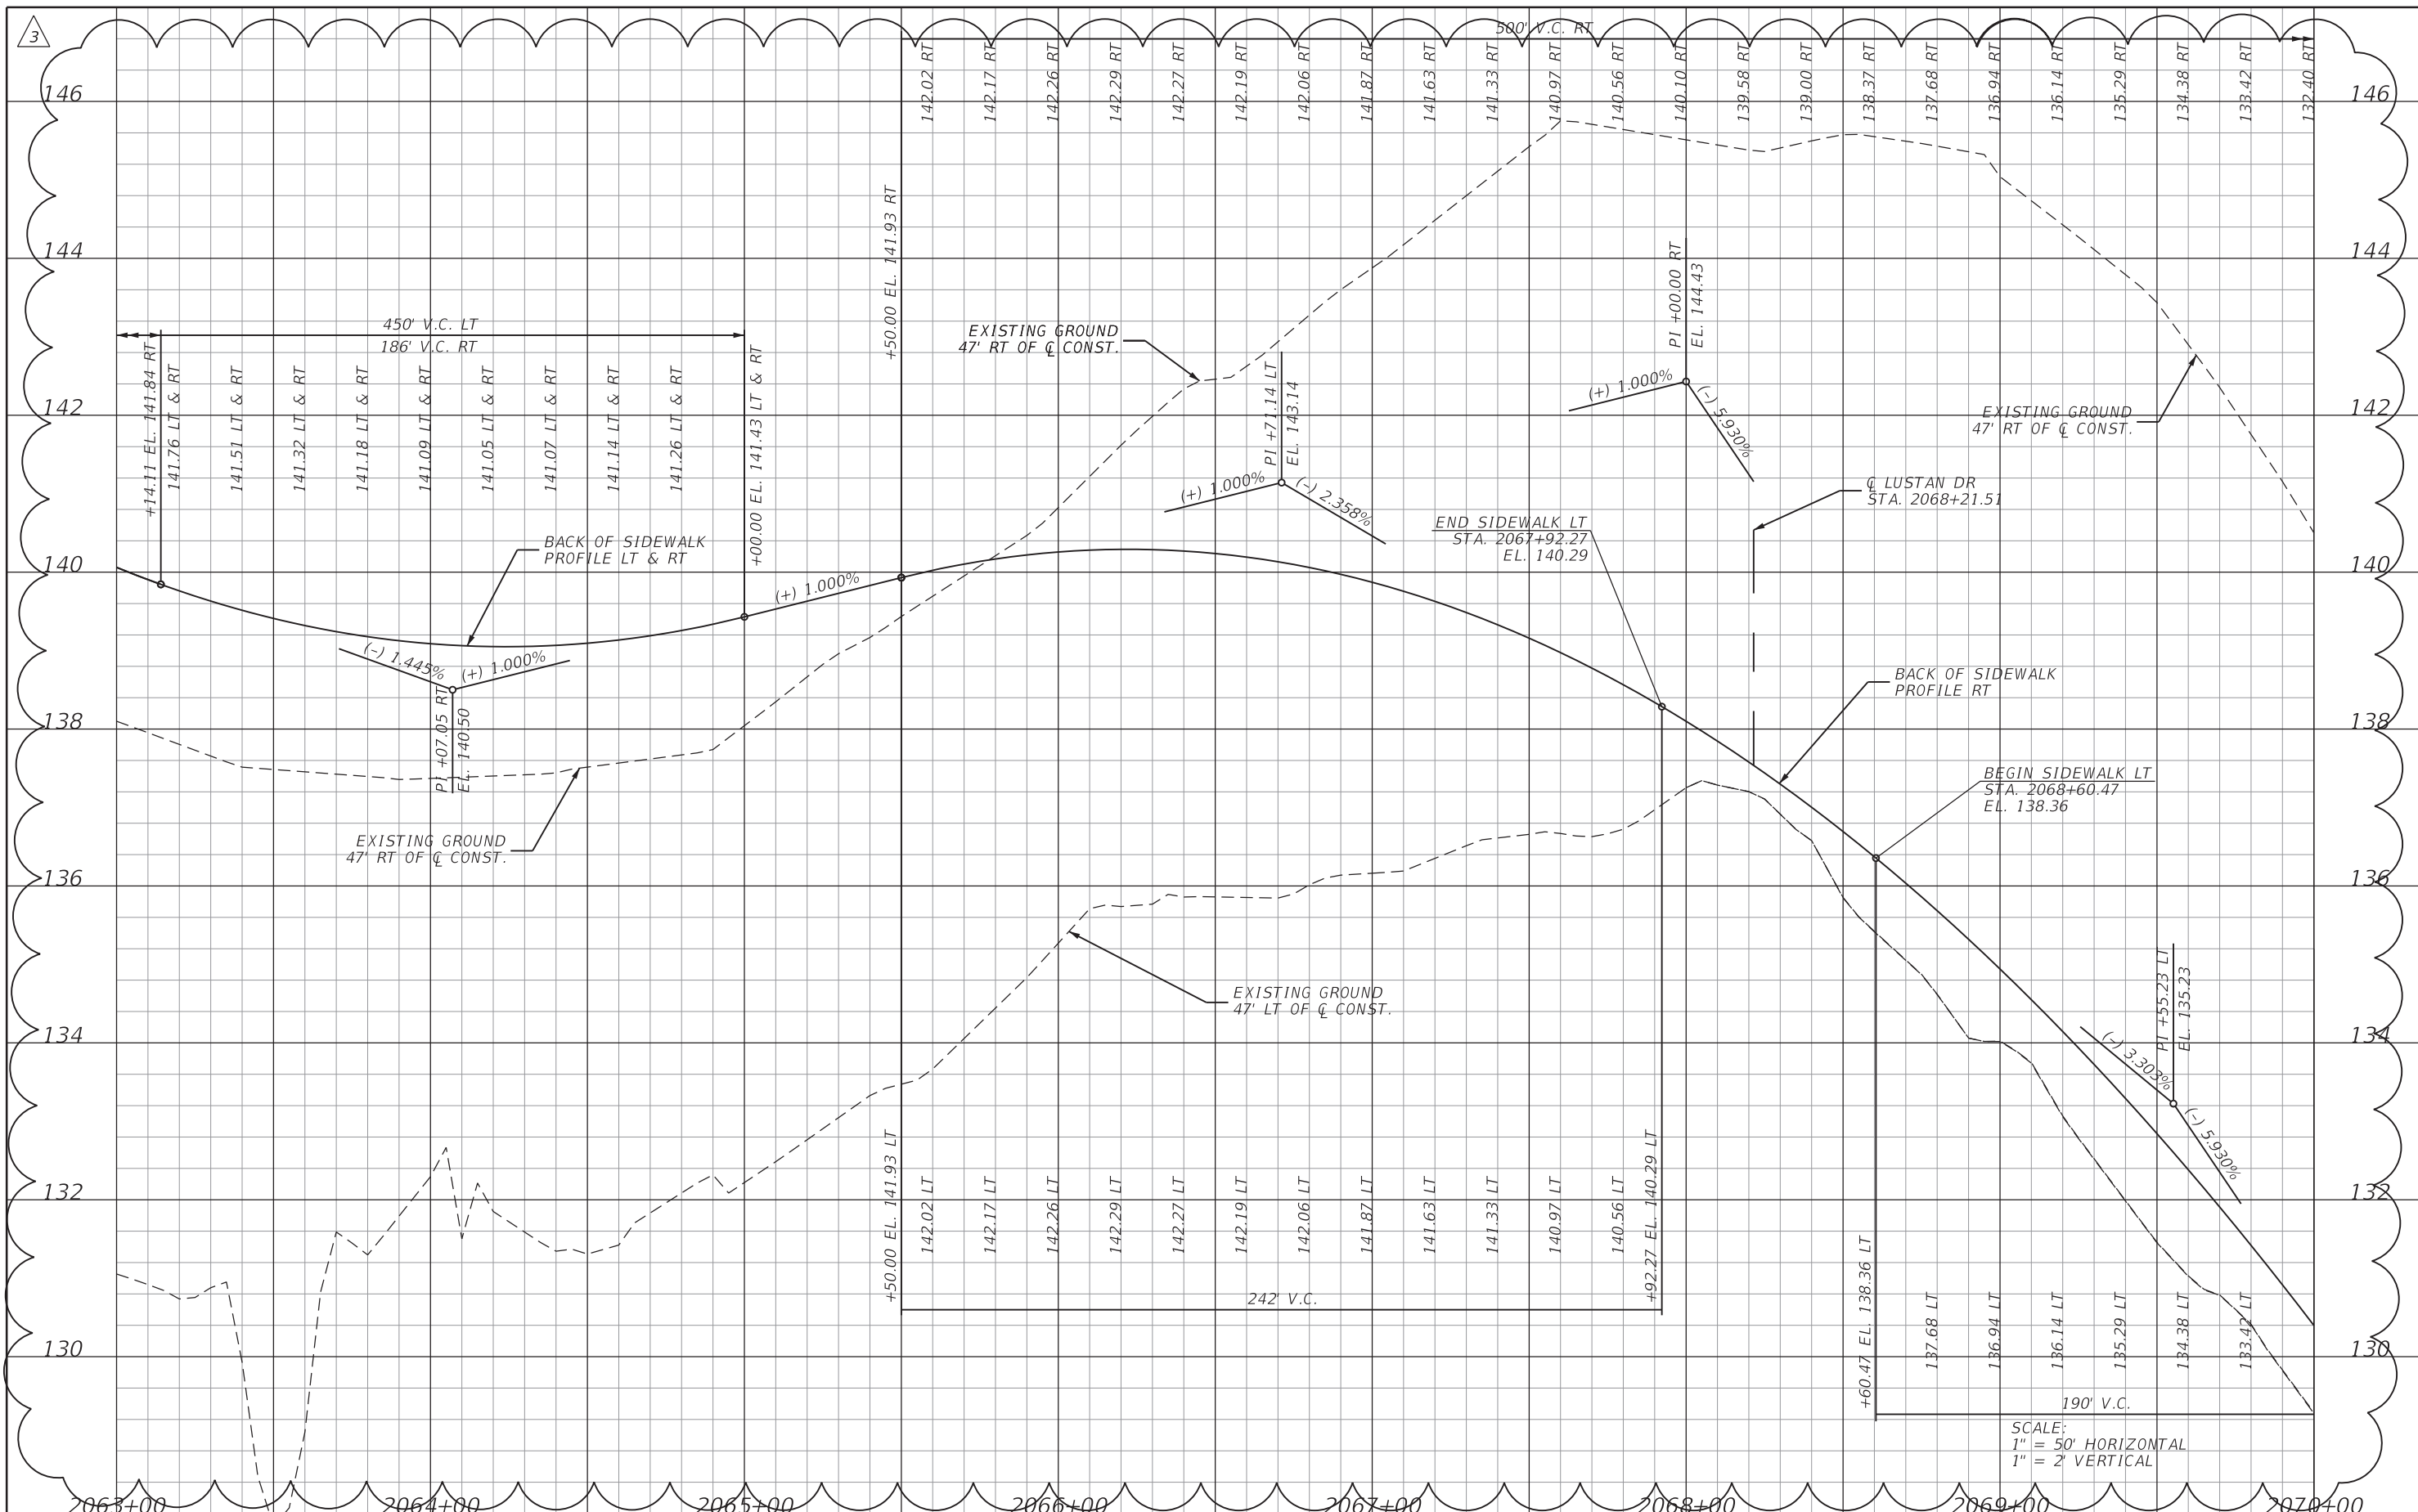 3
500' V.C. RT
142.02 RT
142.17 RT
142.26 RT
142.29 RT
142.27 RT
142.19 RT
142.06 RT
141.87 RT
141.63 RT
141.33 RT
140.97 RT
140.56 RT
140.10 RT
139.58 RT
139.00 RT
138.37 RT
137.68 RT
136.94 RT
136.14 RT
135.29 RT
134.38 RT
133.42 RT
132.40 RT
146
146
144
144
142
142
140
140
138
138
136
136
134
134
132
132
130
130
450' V.C. LT
186' V.C. RT
+14.11 EL. 141.84 RT
141.76 LT & RT
141.51 LT & RT
141.32 LT & RT
141.18 LT & RT
141.09 LT & RT
141.05 LT & RT
141.07 LT & RT
141.14 LT & RT
141.26 LT & RT
+00.00 EL. 141.43 LT & RT
+50.00 EL. 141.93 RT
EXISTING GROUND
47' RT OF ℄ CONST.
PI +71.14 LT
EL. 143.14
(+) 1.000%
(-) 2.358%
PI +00.00 RT
EL. 144.43
(+) 1.000%
(-) 5.930%
EXISTING GROUND
47' RT OF ℄ CONST.
℄ LUSTAN DR
STA. 2068+21.51
END SIDEWALK LT
STA. 2067+92.27
EL. 140.29
BACK OF SIDEWALK
PROFILE LT & RT
(+) 1.000%
(-) 1.445%
(+) 1.000%
PI +07.05 RT
EL. 140.50
BACK OF SIDEWALK
PROFILE RT
BEGIN SIDEWALK LT
STA. 2068+60.47
EL. 138.36
EXISTING GROUND
47' RT OF ℄ CONST.
EXISTING GROUND
47' LT OF ℄ CONST.
PI +55.23 LT
EL. 135.23
(-) 3.303%
(-) 5.930%
+50.00 EL. 141.93 LT
142.02 LT
142.17 LT
142.26 LT
142.29 LT
142.27 LT
142.19 LT
142.06 LT
141.87 LT
141.63 LT
141.33 LT
140.97 LT
140.56 LT
+92.27 EL. 140.29 LT
242' V.C.
+60.47 EL. 138.36 LT
137.68 LT
136.94 LT
136.14 LT
135.29 LT
134.38 LT
133.42 LT
190' V.C.
SCALE:
1" = 50' HORIZONTAL
1" = 2' VERTICAL
2063+00
2064+00
2065+00
2066+00
2067+00
2068+00
2069+00
2070+00